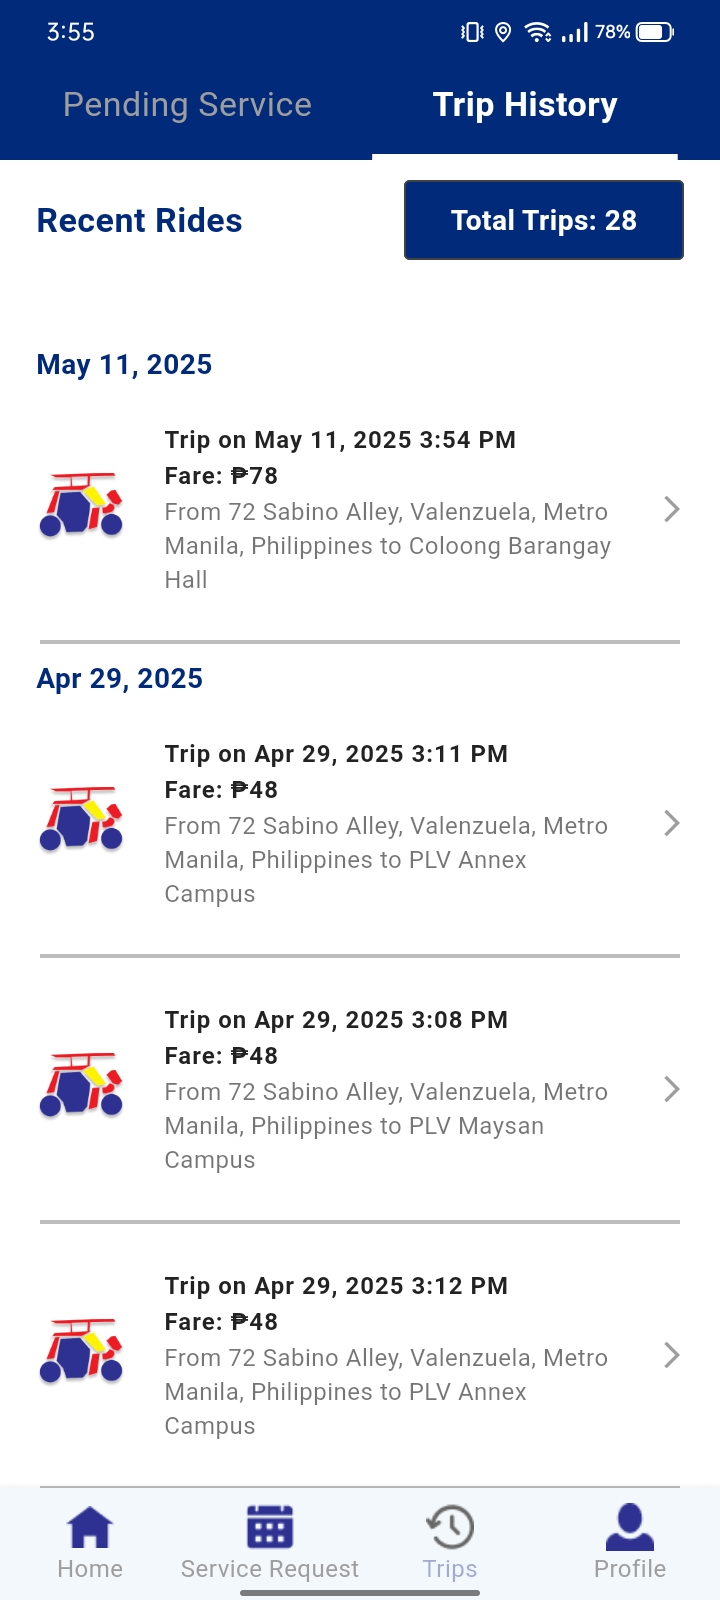 3:55
78%
Pending Service
Trip History
Recent Rides
Total Trips: 28
May 11, 2025
Trip on May 11, 2025 3:54 PM
Fare: ₱78
From 72 Sabino Alley, Valenzuela, Metro
Manila, Philippines to Coloong Barangay
Hall
Apr 29, 2025
Trip on Apr 29, 2025 3:11 PM
Fare: ₱48
From 72 Sabino Alley, Valenzuela, Metro
Manila, Philippines to PLV Annex
Campus
Trip on Apr 29, 2025 3:08 PM
Fare: ₱48
From 72 Sabino Alley, Valenzuela, Metro
Manila, Philippines to PLV Maysan
Campus
Trip on Apr 29, 2025 3:12 PM
Fare: ₱48
From 72 Sabino Alley, Valenzuela, Metro
Manila, Philippines to PLV Annex
Campus
Home
Service Request
Trips
Profile